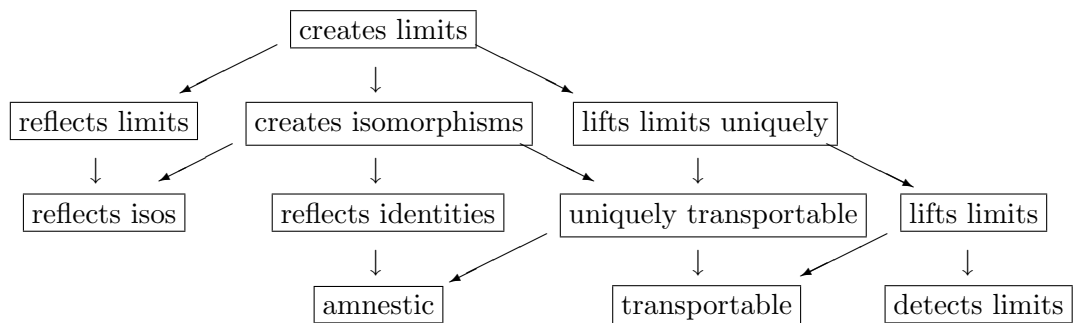 creates limits
reflects limits creates isomorphisms lifts limits uniquely
reflects isos reflects identities uniquely transportable lifts limits
amnestic transportable detects limits